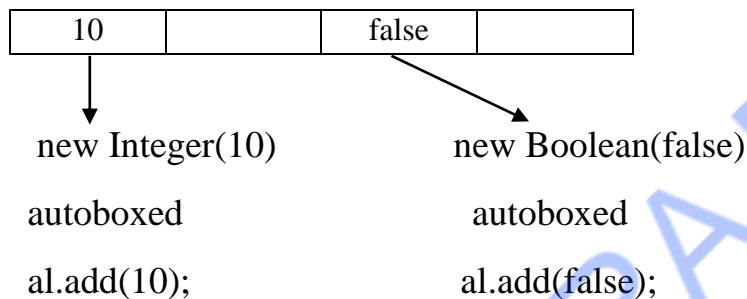 10 false
new Integer(10) new Boolean(false)
autoboxed autoboxed
al.add(10); al.add(false);